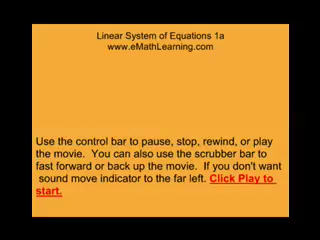 Linear System of Equations 1a
www.eMathLearning.com
Use the control bar to pause, stop, rewind, or play
the movie.  You can also use the scrubber bar to
fast forward or back up the movie.  If you don't want
sound move indicator to the far left. Click Play to
start.